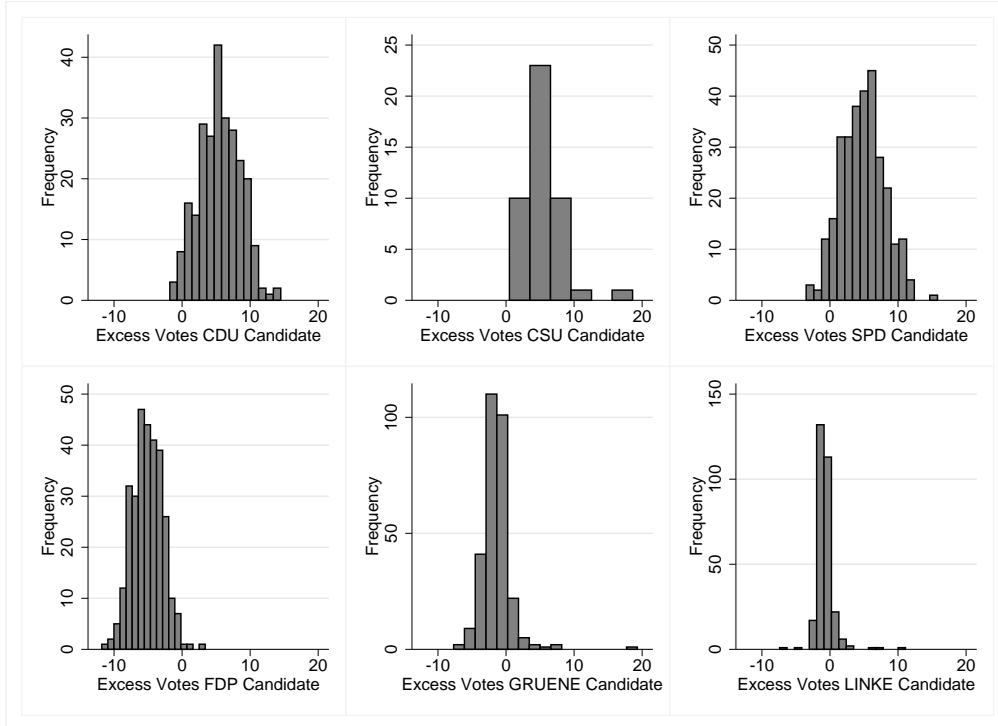 Frequency
0 10 20 30 40
-10 0 10 20
Excess Votes CDU Candidate
Frequency
0 5 10 15 20 25
-10 0 10 20
Excess Votes CSU Candidate
Frequency
0 10 20 30 40 50
-10 0 10 20
Excess Votes SPD Candidate
Frequency
0 10 20 30 40 50
-10 0 10 20
Excess Votes FDP Candidate
Frequency
0 50 100
-10 0 10 20
Excess Votes GRUENE Candidate
Frequency
0 50 100 150
-10 0 10 20
Excess Votes LINKE Candidate